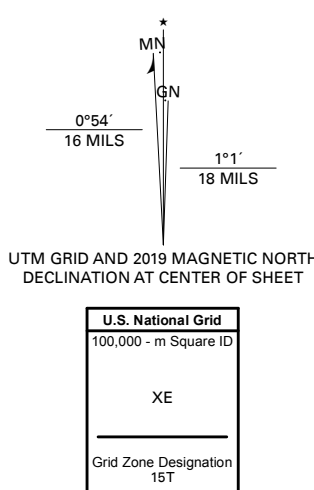 ★
MN
GN
0°54´
16 MILS
1°1´
18 MILS
UTM GRID AND 2019 MAGNETIC NORTH
DECLINATION AT CENTER OF SHEET
U.S. National Grid
100,000 - m Square ID
XE
Grid Zone Designation
15T